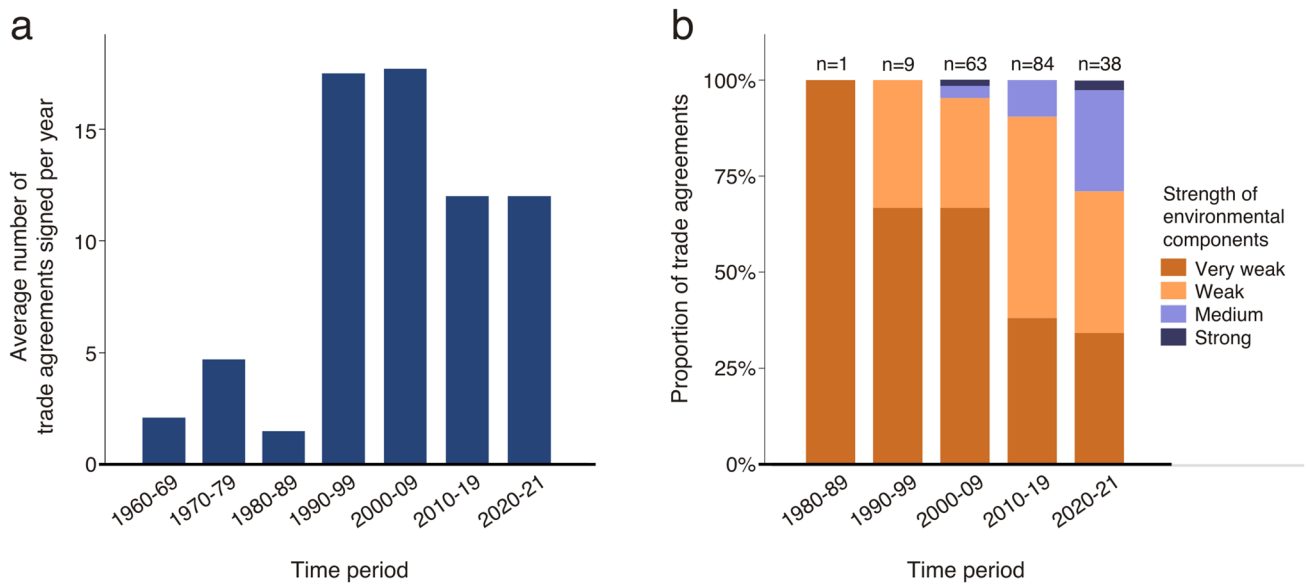 a
Average number of
trade agreements signed per year
15
10
5
0
1960-69
1970-79
1980-89
1990-99
2000-09
2010-19
2020-21
Time period
b
Proportion of trade agreements
n=1
n=9
n=63
n=84
n=38
100%
75%
50%
25%
0%
1980-89
1990-99
2000-09
2010-19
2020-21
Time period
Strength of
environmental
components
Very weak
Weak
Medium
Strong